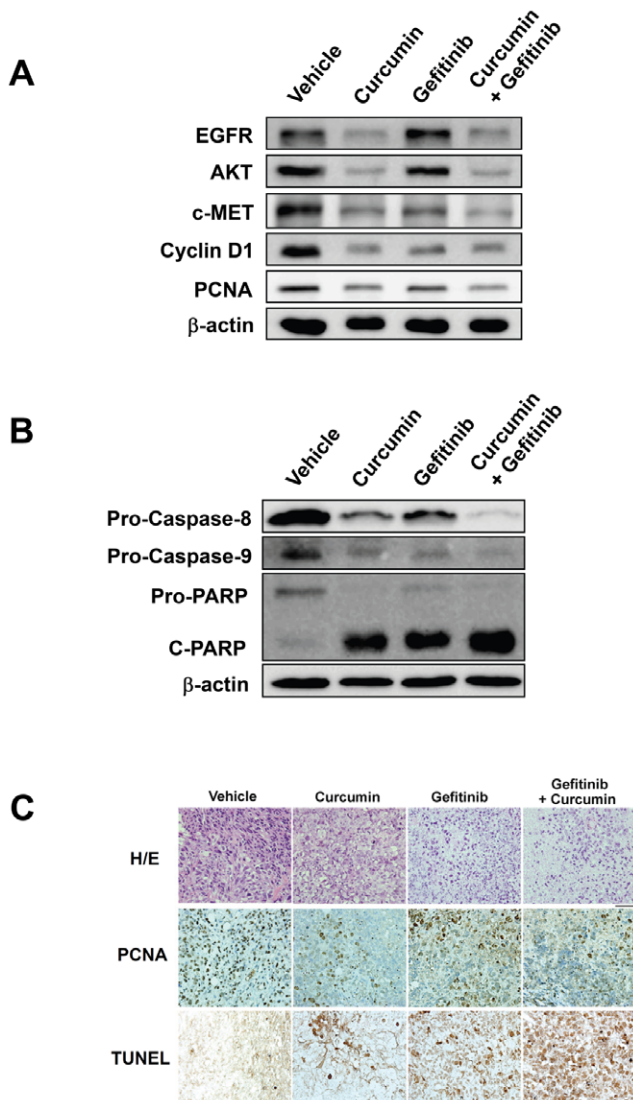 A
Vehicle
Curcumin
Gefitinib
Curcumin
+ Gefitinib
EGFR
AKT
c-MET
Cyclin D1
PCNA
β-actin
B
Vehicle
Curcumin
Gefitinib
Curcumin
+ Gefitinib
Pro-Caspase-8
Pro-Caspase-9
Pro-PARP
C-PARP
β-actin
C
Vehicle
Curcumin
Gefitinib
Gefitinib
+ Curcumin
H/E
PCNA
TUNEL